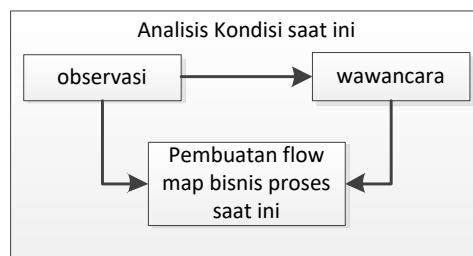 Analisis Kondisi saat ini
observasi
wawancara
Pembuatan flow
map bisnis proses
saat ini